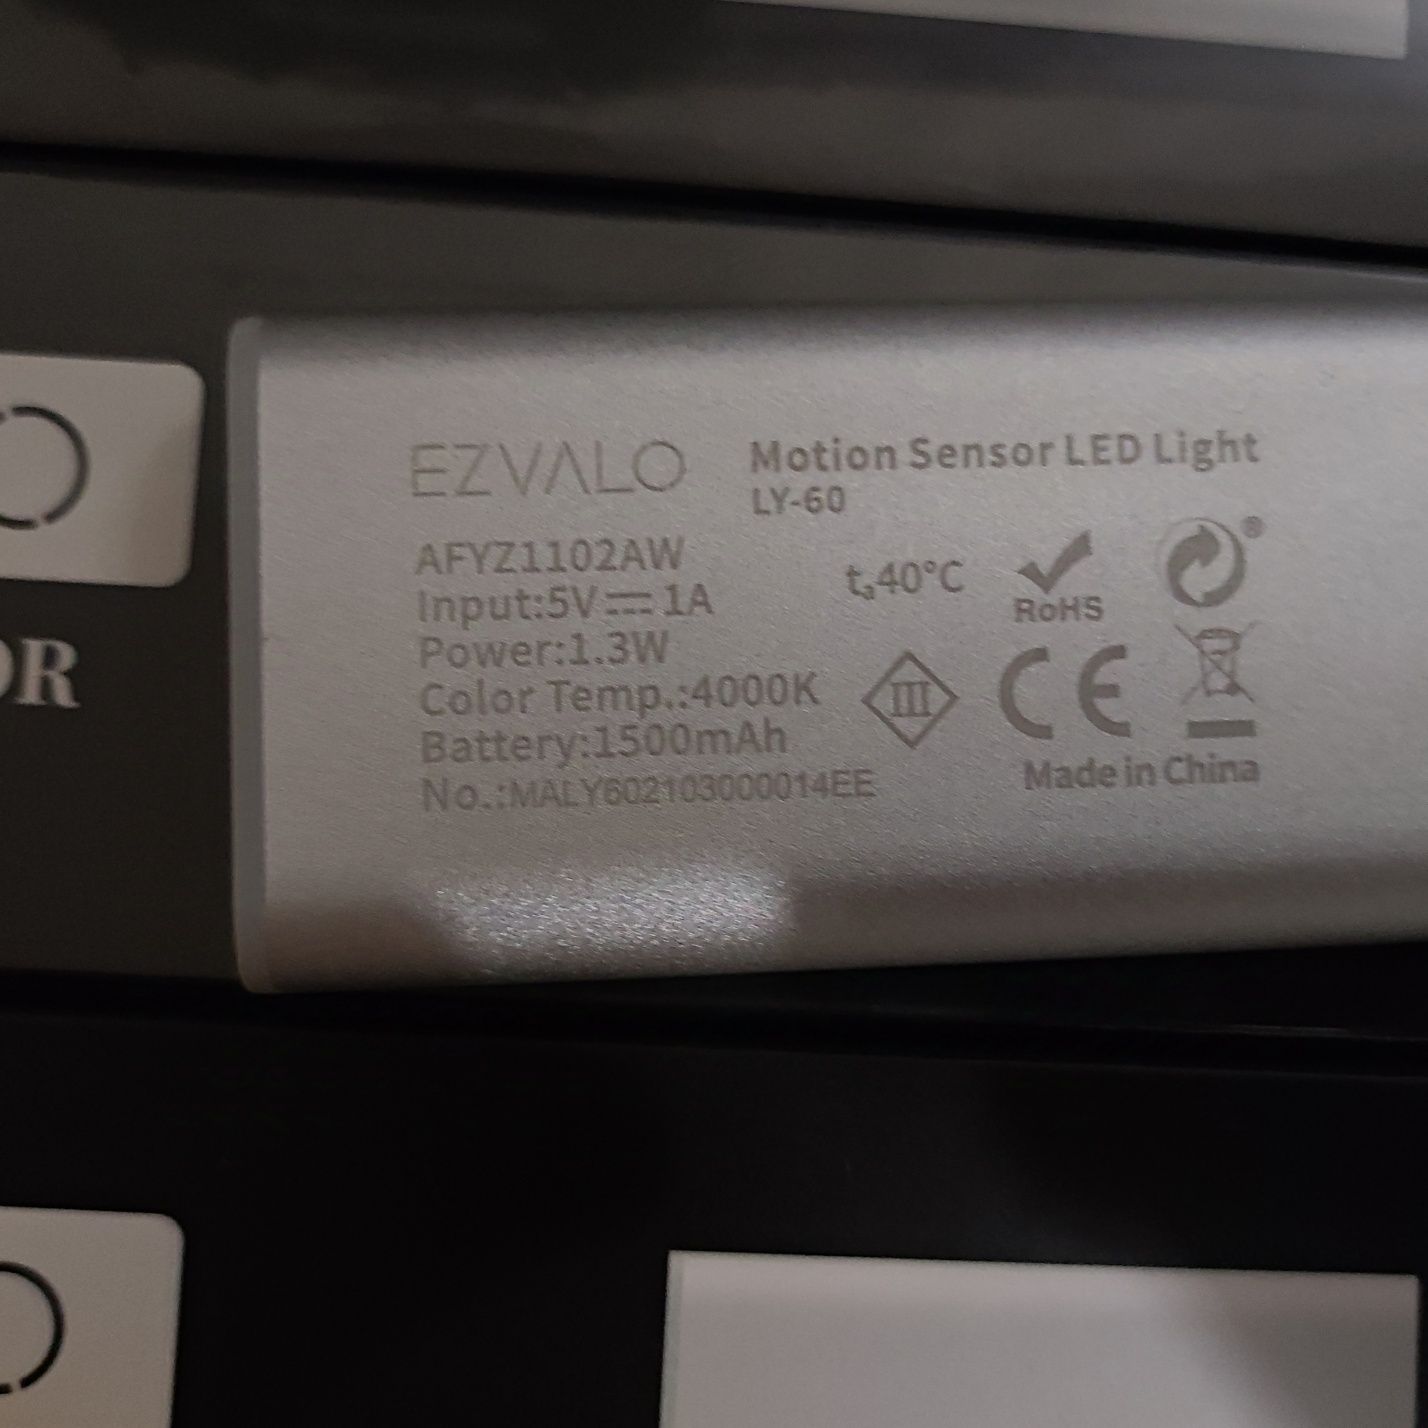 EZVALO Motion Sensor LED Light
LY-60
AFYZ1102AW
Input:5V⎓1A
Power:1.3W
Color Temp.:4000K
Battery:1500mAh
No.:MALY602103000014EE
tₐ40°C
RoHS
®
III
CE
Made in China
OR